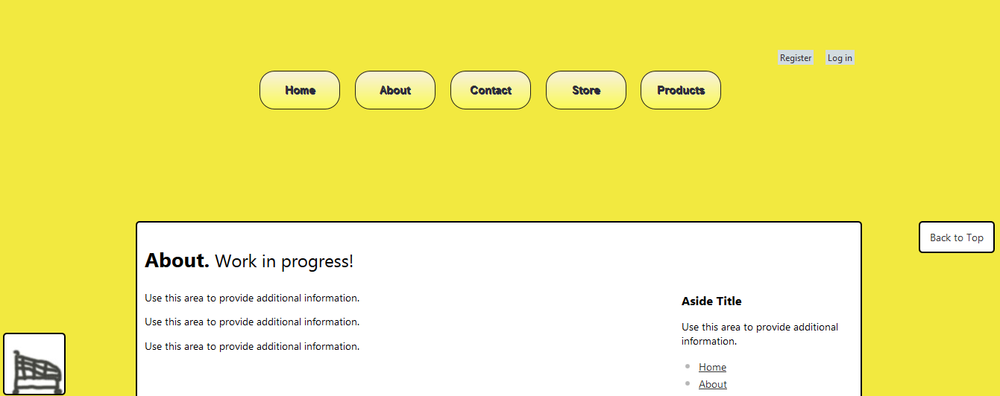 Register Log in
Home About Contact Store Products
Back to Top
About. Work in progress!
Use this area to provide additional information.
Use this area to provide additional information.
Use this area to provide additional information.
Aside Title
Use this area to provide additional
information.
Home
About